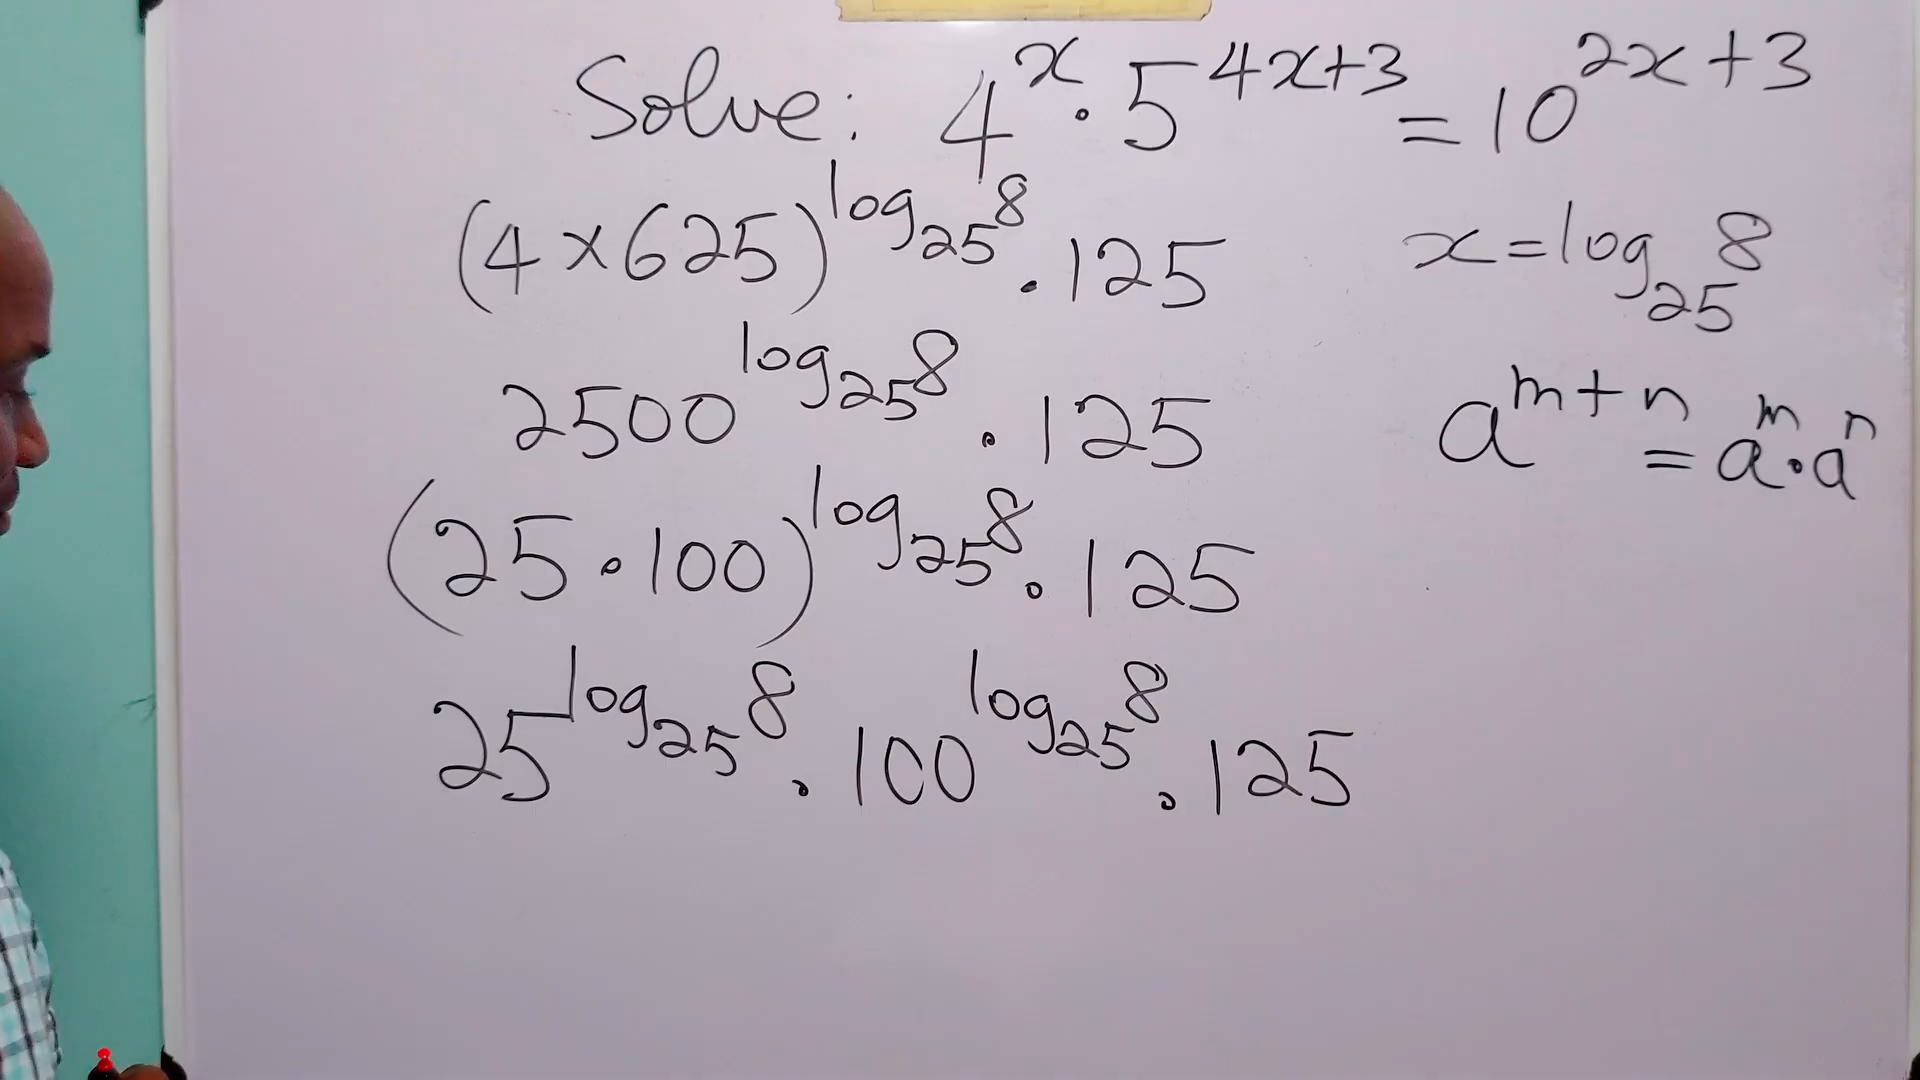 Solve: 4^x · 5^(4x+3) = 10^(2x+3)
(4×625)^(log₂₅8) · 125
x = log₂₅8
2500^(log₂₅8) · 125
a^(m+n) = a^m · a^n
(25·100)^(log₂₅8) · 125
25^(log₂₅8) · 100^(log₂₅8) · 125